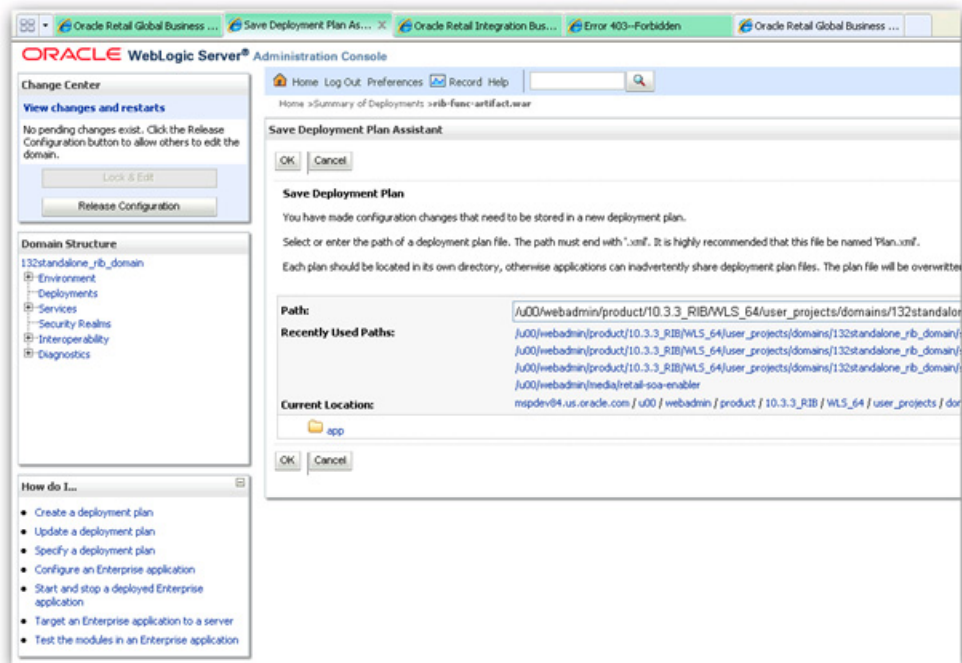 Oracle Retail Global Business ...
Save Deployment Plan As... X
Oracle Retail Integration Bus...
Error 403--Forbidden
Oracle Retail Global Business ...
ORACLE WebLogic Server® Administration Console
Change Center
View changes and restarts
No pending changes exist. Click the Release
Configuration button to allow others to edit the
domain.
Lock & Edit
Release Configuration
Domain Structure
132standalone_rib_domain
Environment
Deployments
Services
Security Realms
Interoperability
Diagnostics
How do I...
Create a deployment plan
Update a deployment plan
Specify a deployment plan
Configure an Enterprise application
Start and stop a deployed Enterprise
application
Target an Enterprise application to a server
Test the modules in an Enterprise application
Home Log Out Preferences Record Help
Home >Summary of Deployments >rib-func-artifact.war
Save Deployment Plan Assistant
OK Cancel
Save Deployment Plan
You have made configuration changes that need to be stored in a new deployment plan.
Select or enter the path of a deployment plan file. The path must end with '.xml'. It is highly recommended that this file be named 'Plan.xml'.
Each plan should be located in its own directory, otherwise applications can inadvertently share deployment plan files. The plan file will be overwritte
Path: /u00/webadmin/product/10.3.3_RIB/WLS_64/user_projects/domains/132standalor
Recently Used Paths: /u00/webadmin/product/10.3.3_RIB/WLS_64/user_projects/domains/132standalone_rib_domain/s
/u00/webadmin/product/10.3.3_RIB/WLS_64/user_projects/domains/132standalone_rib_domain/s
/u00/webadmin/product/10.3.3_RIB/WLS_64/user_projects/domains/132standalone_rib_domain/s
/u00/webadmin/media/retail-soa-enabler
Current Location: mspdev84.us.oracle.com / u00 / webadmin / product / 10.3.3_RIB / WLS_64 / user_projects / dor
app
OK Cancel